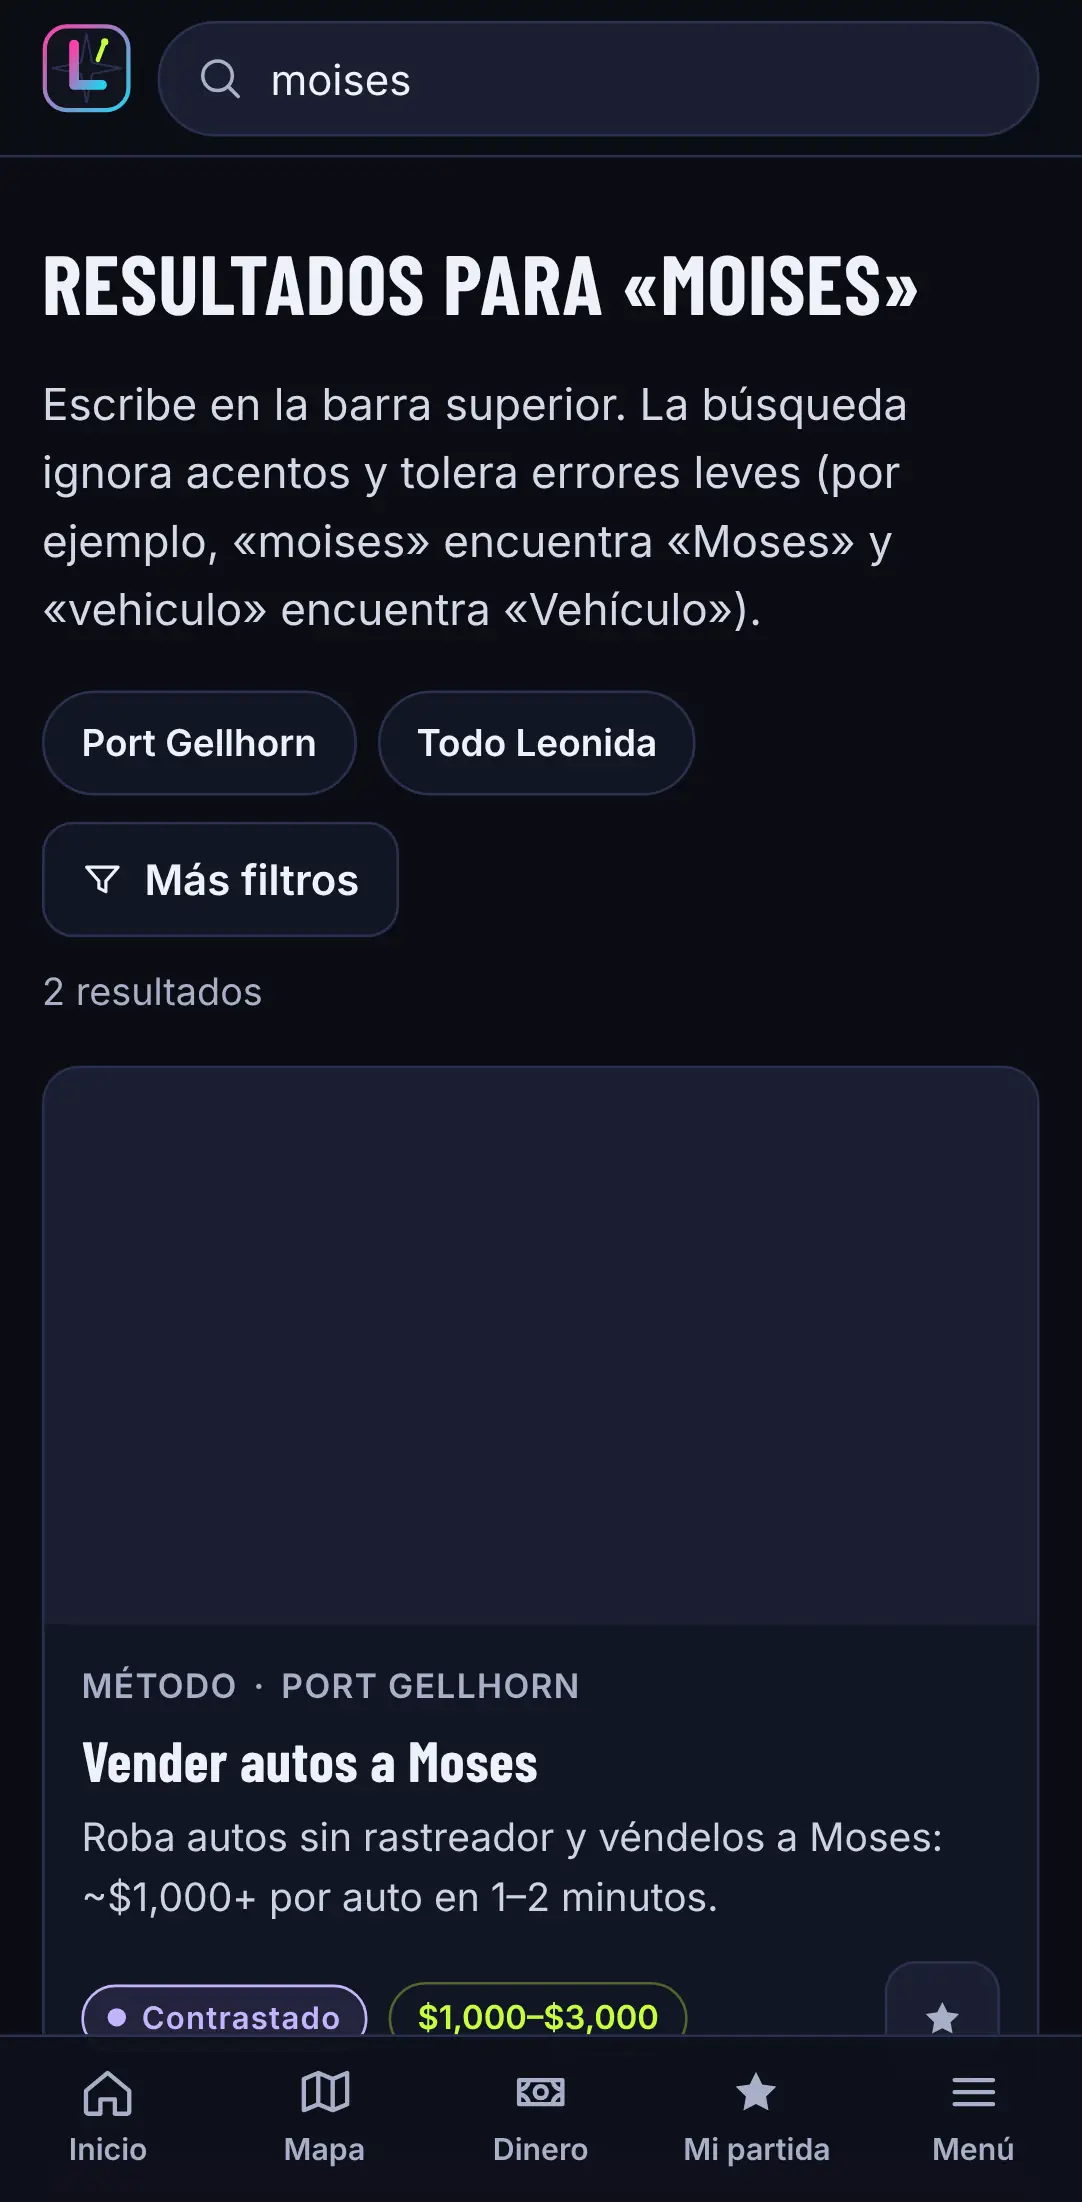 moises
RESULTADOS PARA «MOISES»
Escribe en la barra superior. La búsqueda
ignora acentos y tolera errores leves (por
ejemplo, «moises» encuentra «Moses» y
«vehiculo» encuentra «Vehículo»).
Port Gellhorn
Todo Leonida
Más filtros
2 resultados
MÉTODO · PORT GELLHORN
Vender autos a Moses
Roba autos sin rastreador y véndelos a Moses:
~$1,000+ por auto en 1–2 minutos.
Contrastado
$1,000–$3,000
Inicio
Mapa
Dinero
Mi partida
Menú